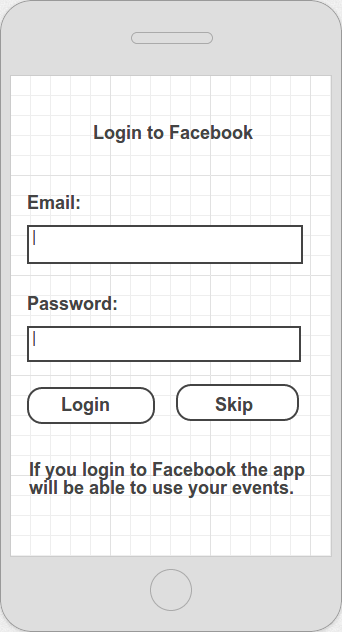 Login to Facebook
Email:
Password:
Login Skip
If you login to Facebook the app
will be able to use your events.